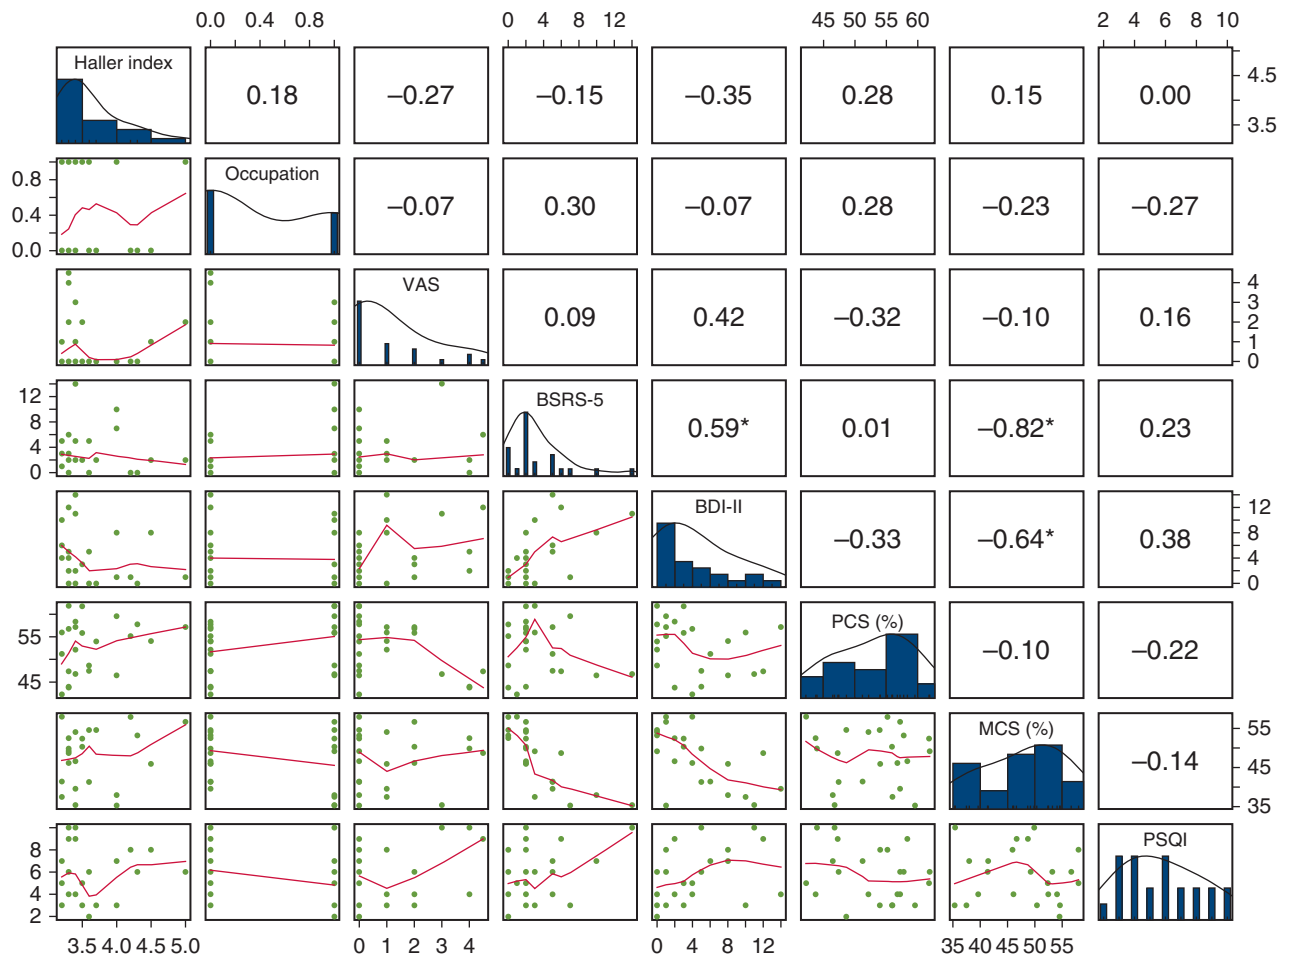 0.0 0.4 0.8 0 4 8 12 45 50 55 60 2 4 6 8 10
Haller index 0.18 −0.27 −0.15 −0.35 0.28 0.15 0.00 4.5
3.5
0.8 Occupation −0.07 0.30 −0.07 0.28 −0.23 −0.27
0.4
0.0
VAS 0.09 0.42 −0.32 −0.10 0.16 4
3
2
1
0
12 BSRS-5 0.59* 0.01 −0.82* 0.23
8
4
0
BDI-II −0.33 −0.64* 0.38 12
8
4
0
55 PCS (%) −0.10 −0.22
45
MCS (%) −0.14 55
45
35
8 PSQI
6
4
2
3.5 4.0 4.5 5.0 0 1 2 3 4 0 4 8 12 35 40 45 50 55